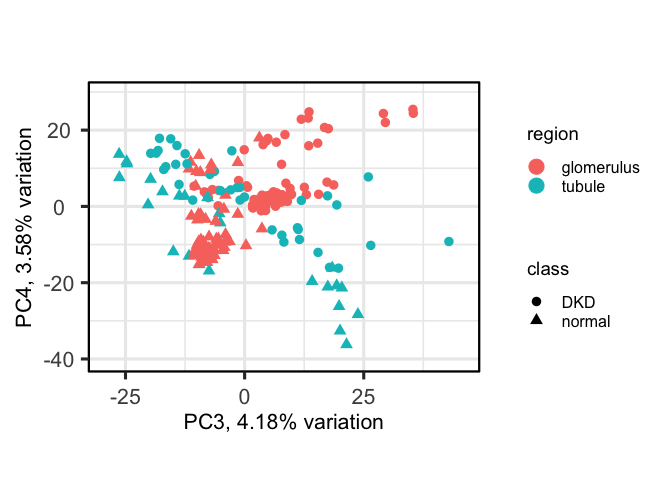 20
0
-20
-40
PC4, 3.58% variation
-25
0
25
PC3, 4.18% variation
region
glomerulus
tubule
class
DKD
normal